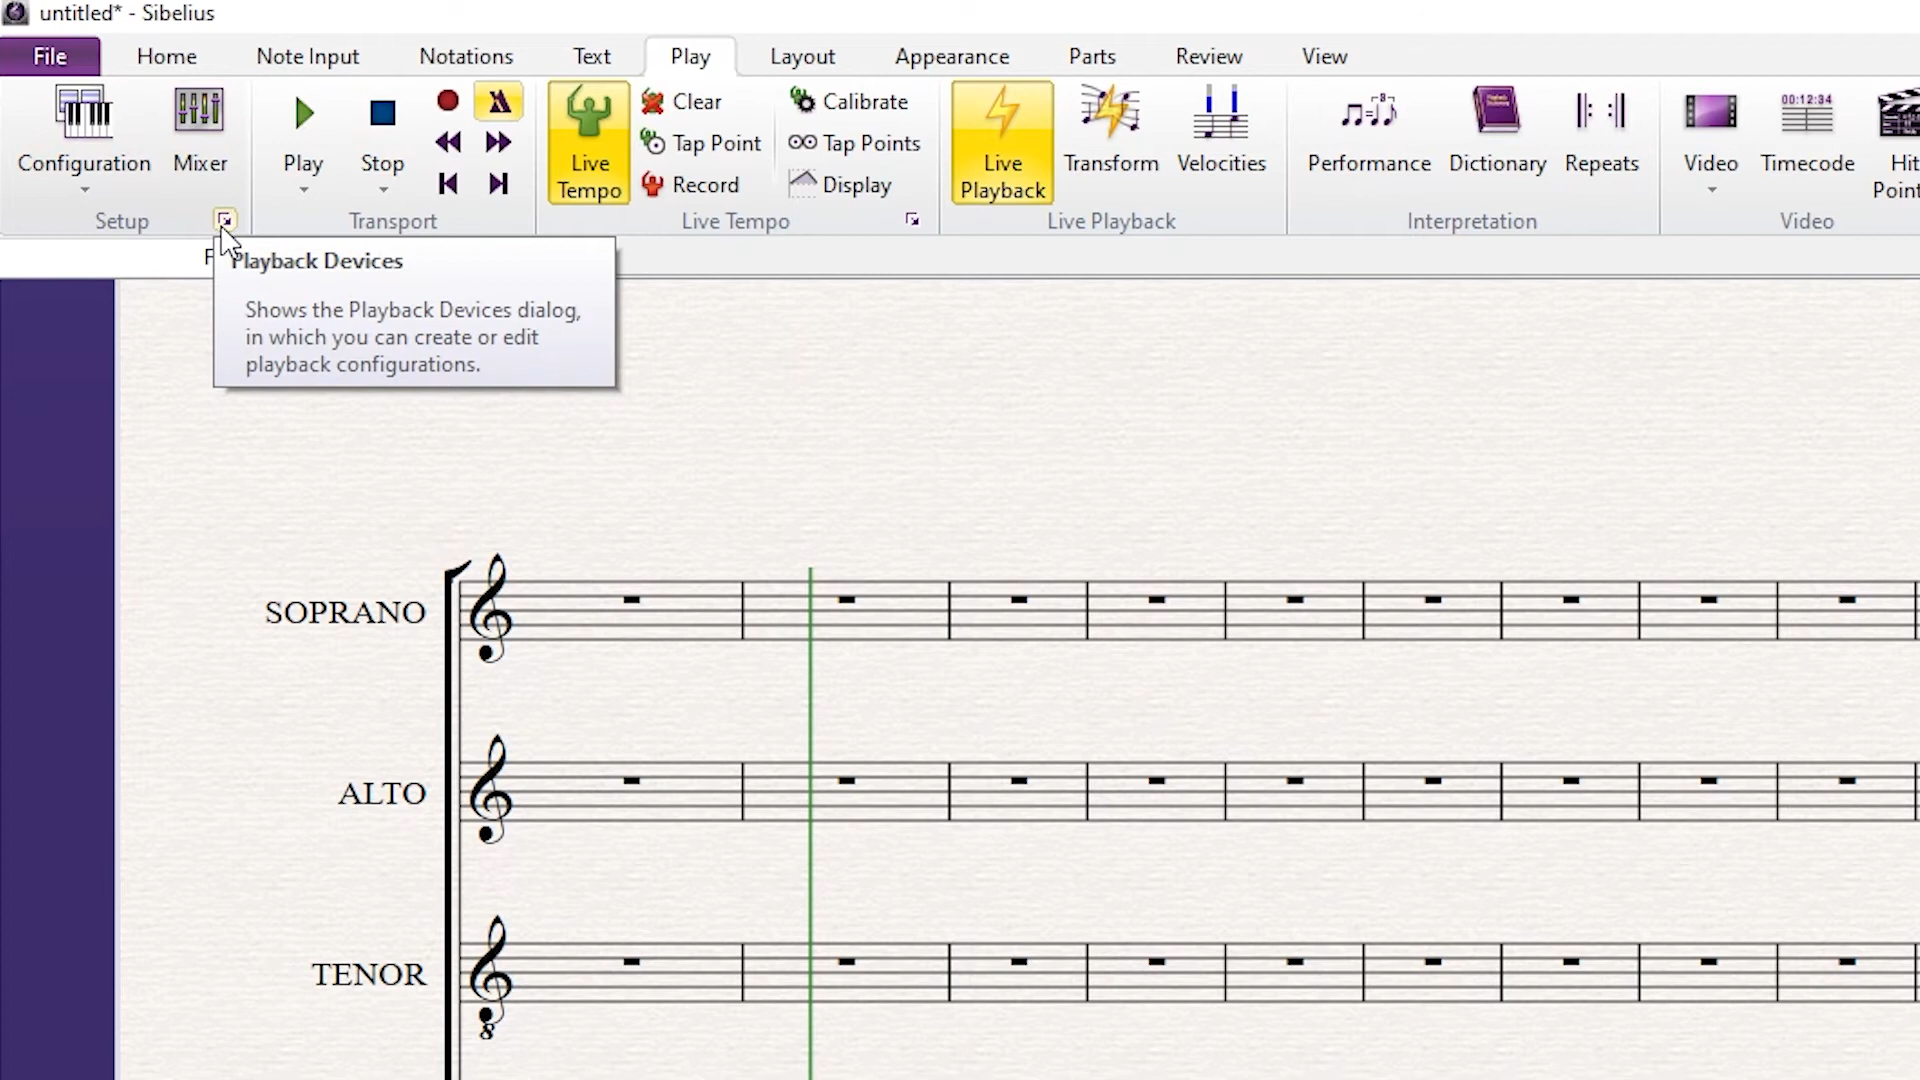 untitled* - Sibelius
File Home Note Input Notations Text Play Layout Appearance Parts Review View
Configuration Mixer
Setup
Play Stop
Transport
Live Tempo
Clear Calibrate
Tap Point Tap Points
Record Display
Live Tempo
Live Playback
Transform Velocities
Live Playback
Performance Dictionary Repeats
Interpretation
00:12:34
Video Timecode Hit
Video
Playback Devices
Shows the Playback Devices dialog,
in which you can create or edit
playback configurations.
SOPRANO
ALTO
TENOR
8